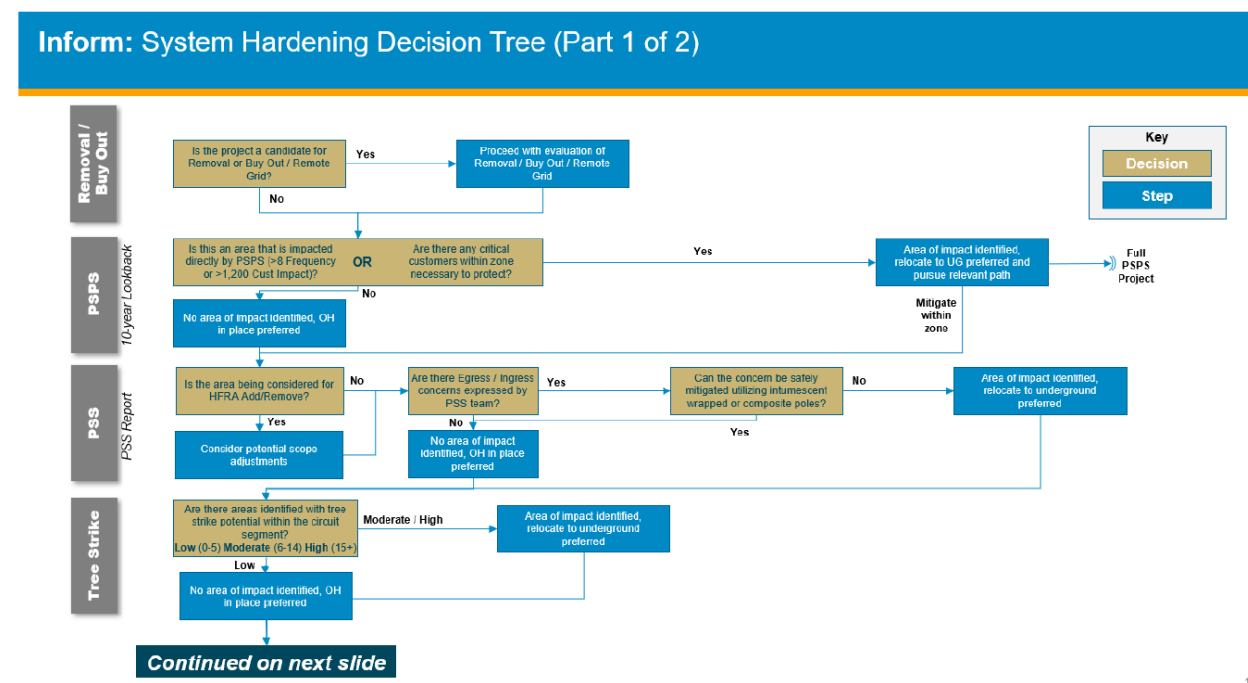 Inform: System Hardening Decision Tree (Part 1 of 2)
Removal /
Buy Out
Is the project a candidate for
Removal or Buy Out / Remote
Grid?
Yes
Proceed with evaluation of
Removal / Buy Out / Remote
Grid
No
Key
Decision
Step
PSPS
10-year Lookback
Is this an area that is impacted
directly by PSPS (>8 Frequency
or >1,200 Cust Impact)?
OR
Are there any critical
customers within zone
necessary to protect?
Yes
Area of impact identified,
relocate to UG preferred and
pursue relevant path
Full
PSPS
Project
No
No area of impact identified, OH
in place preferred
Mitigate
within
zone
PSS
PSS Report
Is the area being considered for
HFRA Add/Remove?
No
Are there Egress / Ingress
concerns expressed by
PSS team?
Yes
Can the concern be safely
mitigated utilizing intumescent
wrapped or composite poles?
No
Area of impact identified,
relocate to underground
preferred
Yes
Concider potential scope
adjustments
No
No area of impact
identified, OH in place
preferred
Yes
Tree Strike
Are there areas identified with tree
strike potential within the circuit
segment?
Low (0-5) Moderate (6-14) High (15+)
Moderate / High
Area of impact identified,
relocate to underground
preferred
Low
No area of impact identified, OH
in place preferred
Continued on next slide